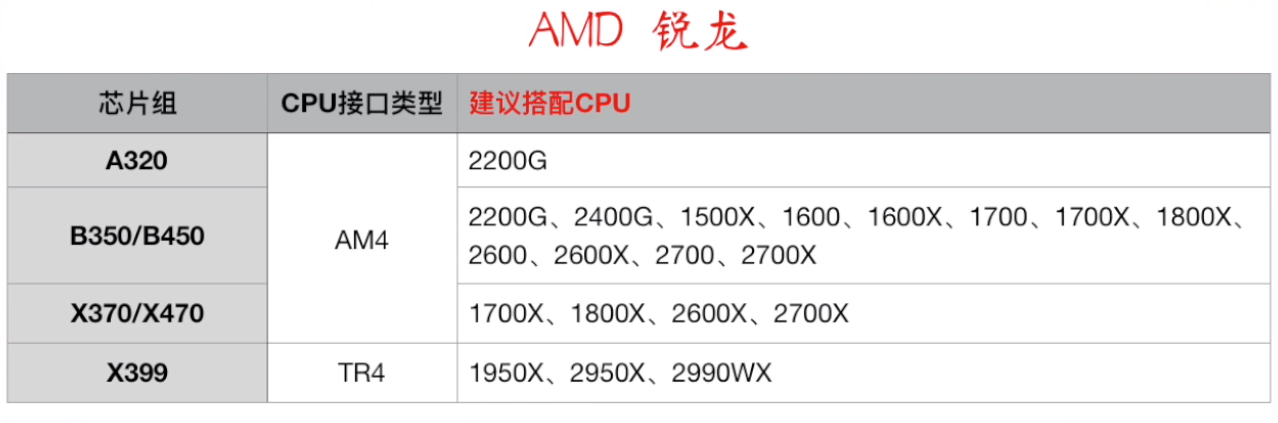 AMD 锐龙
芯片组 CPU接口类型 建议搭配CPU
A320 2200G
B350/B450 AM4 2200G、2400G、1500X、1600、1600X、1700、1700X、1800X、
2600、2600X、2700、2700X
X370/X470 1700X、1800X、2600X、2700X
X399 TR4 1950X、2950X、2990WX